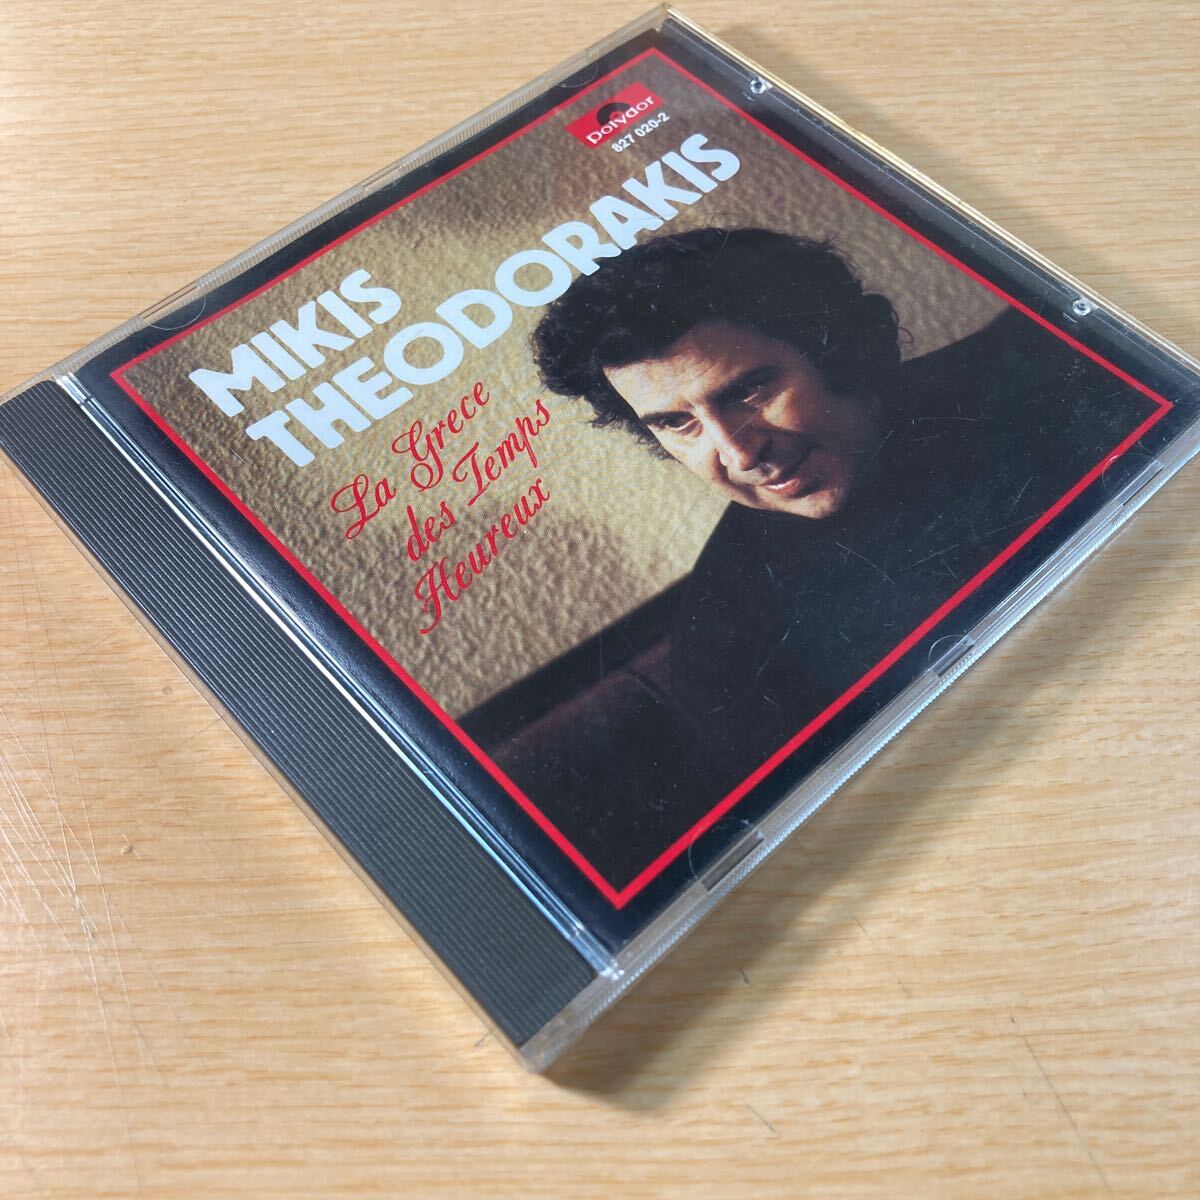 polydor
827 020-2
MIKIS
THEODORAKIS
La Grece
des Temps
Heureux